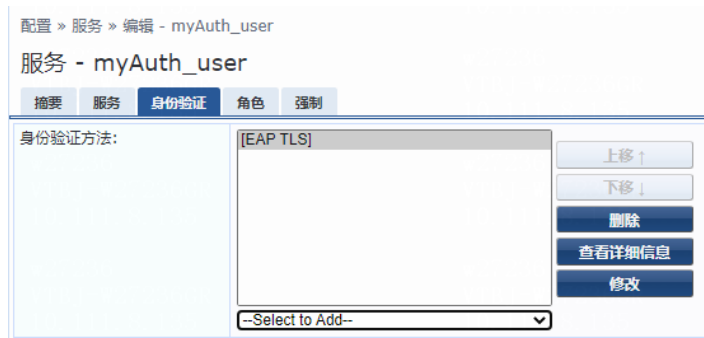 配置 » 服务 » 编辑 - myAuth_user
服务 - myAuth_user
摘要 服务 身份验证 角色 强制
身份验证方法: [EAP TLS]
上移↑
下移↓
删除
查看详细信息
修改
--Select to Add--